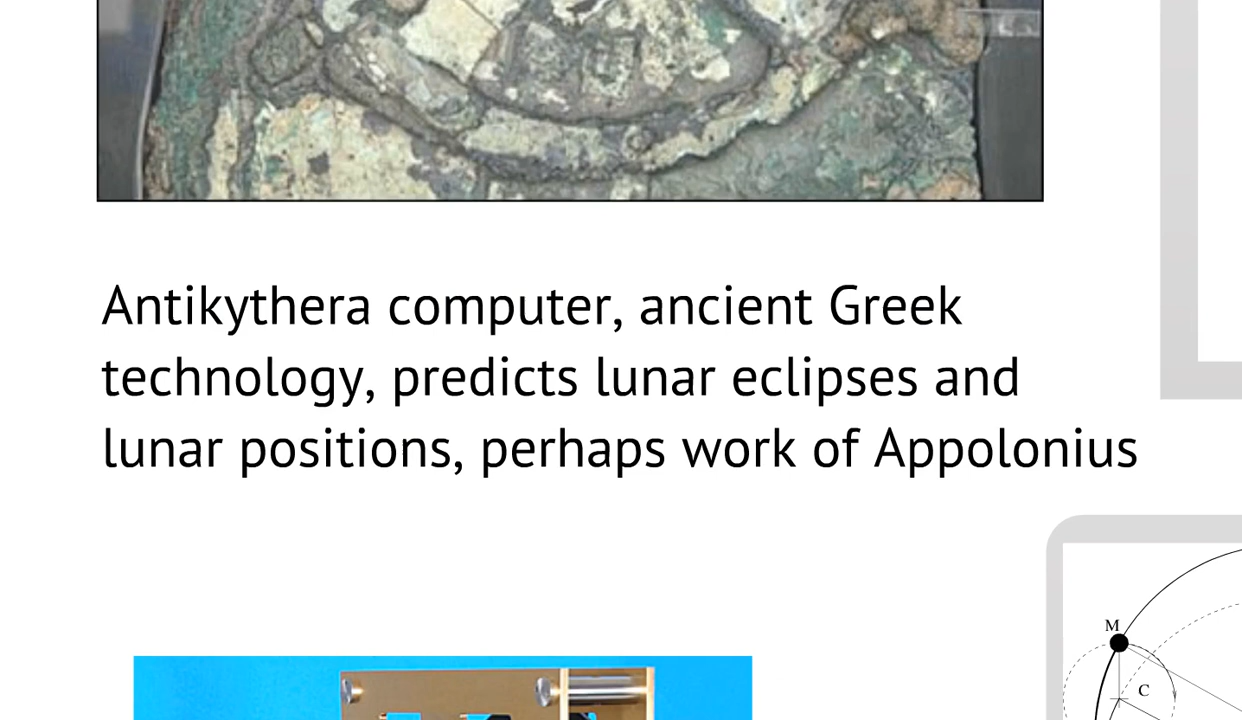 Antikythera computer, ancient Greek
technology, predicts lunar eclipses and
lunar positions, perhaps work of Appolonius
M
C